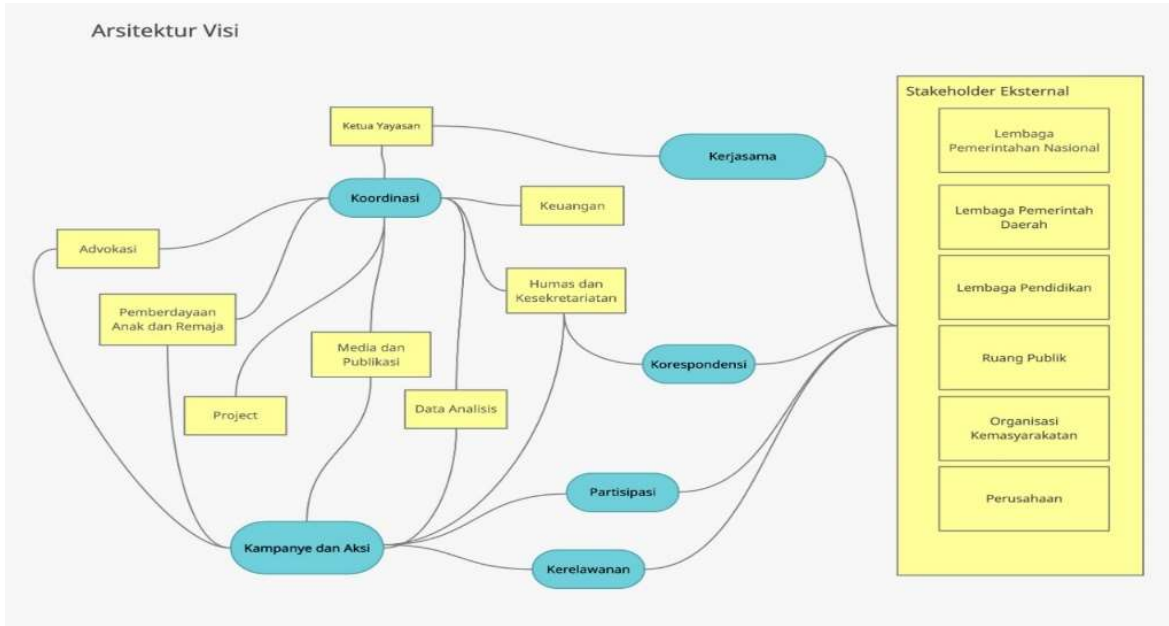 Arsitektur Visi
Stakeholder Eksternal
Ketua Yayasan
Lembaga
Pemerintahan Nasional
Kerjasama
Koordinasi
Keuangan
Lembaga Pemerintah
Daerah
Advokasi
Humas dan
Kesekretariatan
Lembaga Pendidikan
Pemberdayaan
Anak dan Remaja
Media dan
Publikasi
Korespondensi
Ruang Publik
Project
Data Analisis
Organisasi
Kemasyarakatan
Partisipasi
Perusahaan
Kampanye dan Aksi
Kerelawanan